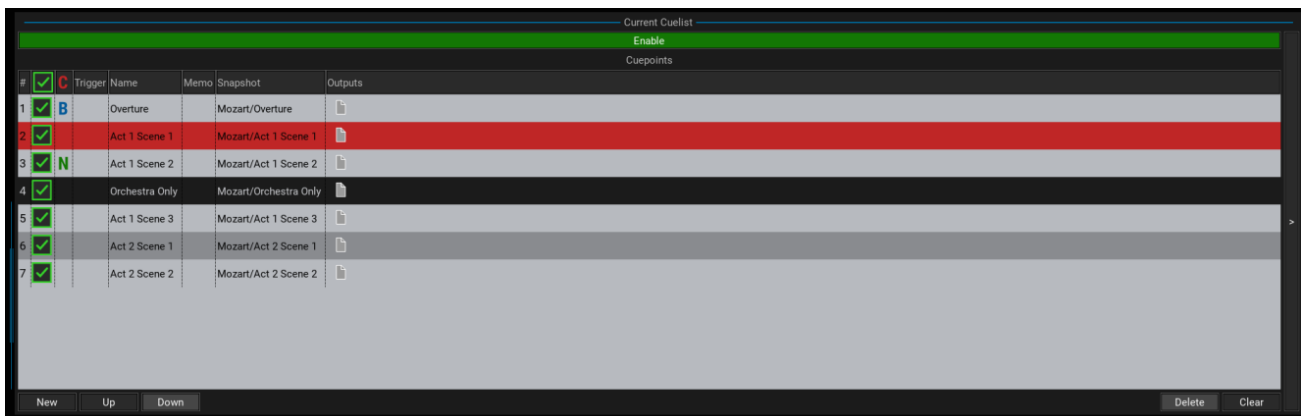 Current Cuelist
Enable
Cuepoints
# C Trigger Name Memo Snapshot Outputs
1 B Overture Mozart/Overture
2 Act 1 Scene 1 Mozart/Act 1 Scene 1
3 N Act 1 Scene 2 Mozart/Act 1 Scene 2
4 Orchestra Only Mozart/Orchestra Only
5 Act 1 Scene 3 Mozart/Act 1 Scene 3
>
6 Act 2 Scene 1 Mozart/Act 2 Scene 1
7 Act 2 Scene 2 Mozart/Act 2 Scene 2
New Up Down Delete Clear